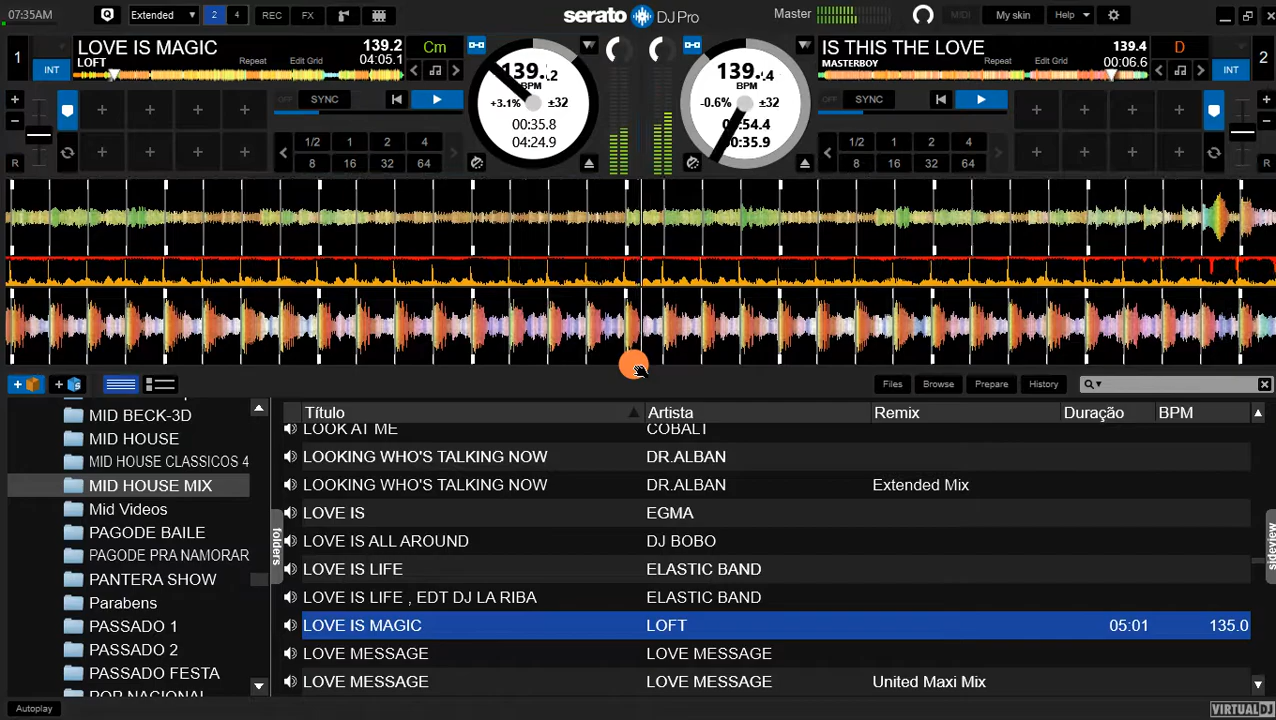 07:35AM Extended 2 4 REC FX serato DJ Pro Master MIDI My skin Help
1 LOVE IS MAGIC 139.2 Cm
LOFT Repeat Edit Grid 04:05.1
INT
OFF SYNC
1/2 1 2 4
8 16 32 64
R
139. .2
BPM
+3.1% ±32
00:35.8
04:24.9
139. .4
BPM
-0.6% ±32
00:54.4
00:35.9
IS THIS THE LOVE 139.4 D 2
MASTERBOY Repeat Edit Grid 00:06.6
INT
OFF SYNC
1/2 1 2 4
8 16 32 64
R
Files Browse Prepare History
MID BECK-3D
MID HOUSE
MID HOUSE CLASSICOS 4
MID HOUSE MIX
Mid Videos
PAGODE BAILE
PAGODE PRA NAMORAR
PANTERA SHOW
Parabens
PASSADO 1
PASSADO 2
PASSADO FESTA
POP NACIONAL
folders
Título Artista Remix Duração BPM
LOOK AT ME COBALT
LOOKING WHO'S TALKING NOW DR.ALBAN
LOOKING WHO'S TALKING NOW DR.ALBAN Extended Mix
LOVE IS EGMA
LOVE IS ALL AROUND DJ BOBO
LOVE IS LIFE ELASTIC BAND
LOVE IS LIFE , EDT DJ LA RIBA ELASTIC BAND
LOVE IS MAGIC LOFT 05:01 135.0
LOVE MESSAGE LOVE MESSAGE
LOVE MESSAGE LOVE MESSAGE United Maxi Mix
sideview
Autoplay VIRTUALDJ